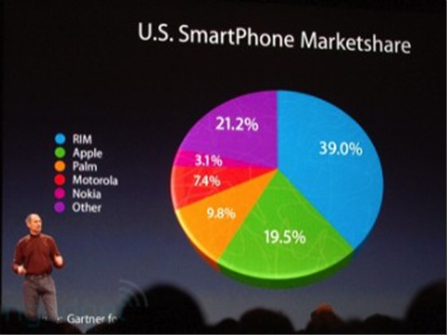 U.S. SmartPhone Marketshare
RIM
Apple
Palm
Motorola
Nokia
Other
21.2%
39.0%
3.1%
7.4%
9.8%
19.5%
Gartner